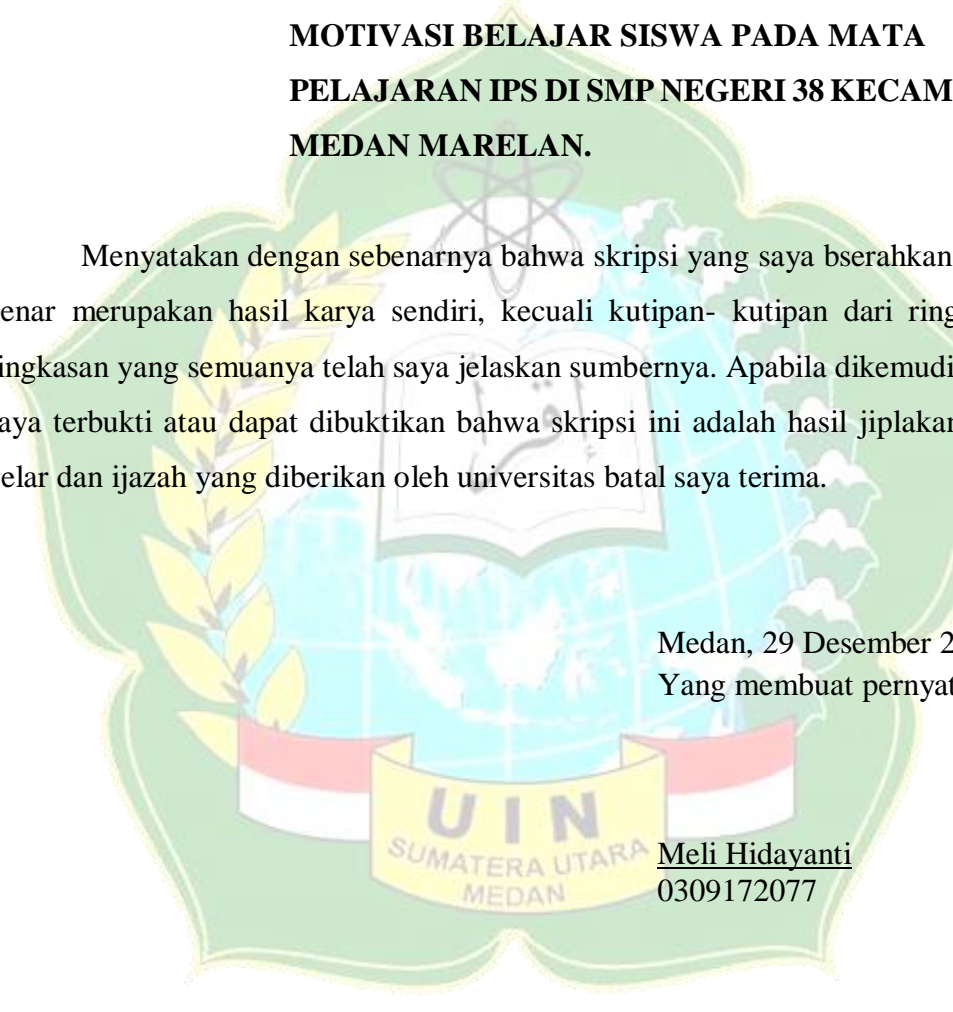 MOTIVASI BELAJAR SISWA PADA MATA
PELAJARAN IPS DI SMP NEGERI 38 KECAM
MEDAN MARELAN.
Menyatakan dengan sebenarnya bahwa skripsi yang saya bserahkan
enar merupakan hasil karya sendiri, kecuali kutipan- kutipan dari ring
ingkasan yang semuanya telah saya jelaskan sumbernya. Apabila dikemudi
aya terbukti atau dapat dibuktikan bahwa skripsi ini adalah hasil jiplakan
elar dan ijazah yang diberikan oleh universitas batal saya terima.
Medan, 29 Desember 2
Yang membuat pernyat
UIN
SUMATERA UTARA
MEDAN
Meli Hidayanti
0309172077